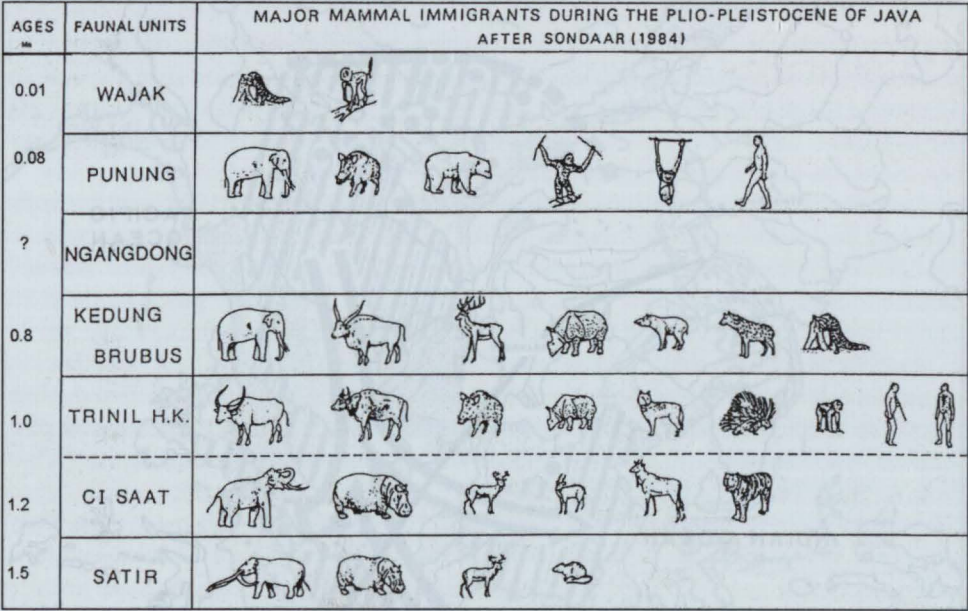 AGES
Ma
FAUNAL UNITS
MAJOR MAMMAL IMMIGRANTS DURING THE PLIO-PLEISTOCENE OF JAVA
AFTER SONDAAR (1984)
0.01
WAJAK
0.08
PUNUNG
?
NGANGDONG
0.8
KEDUNG
BRUBUS
1.0
TRINIL H.K.
1.2
CI SAAT
1.5
SATIR